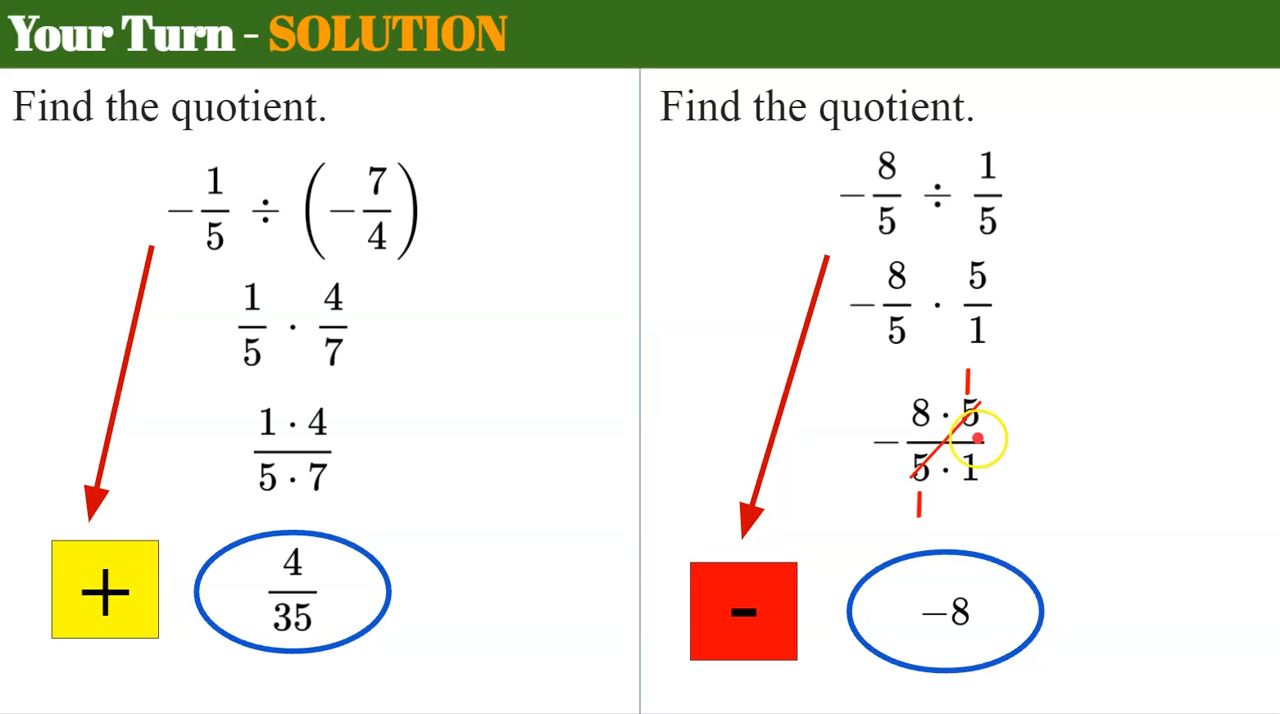 Your Turn - SOLUTION
Find the quotient.
−1/5 ÷ (−7/4)
1/5 · 4/7
1 · 4 / 5 · 7
+
4/35
Find the quotient.
−8/5 ÷ 1/5
−8/5 · 5/1
1
−8 · 5 / 5 · 1
1
-
−8